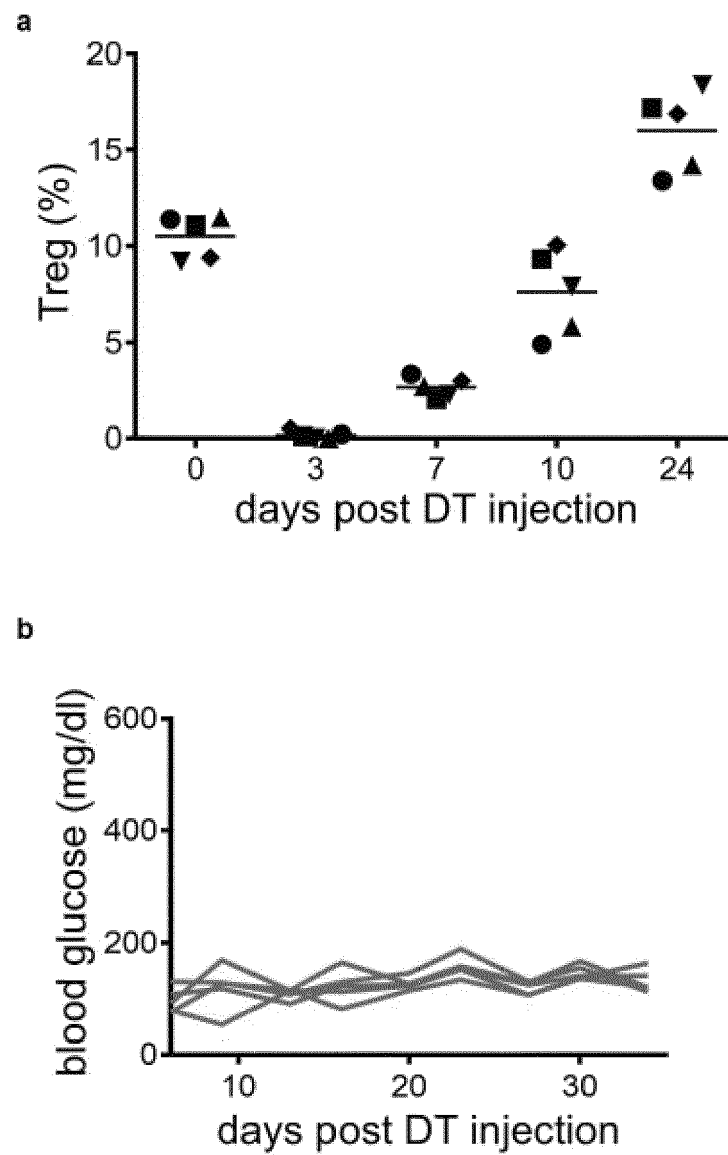 a
20
15
10
5
0
Treg (%)
0 3 7 10 24
days post DT injection
b
600
400
200
0
blood glucose (mg/dl)
10 20 30
days post DT injection